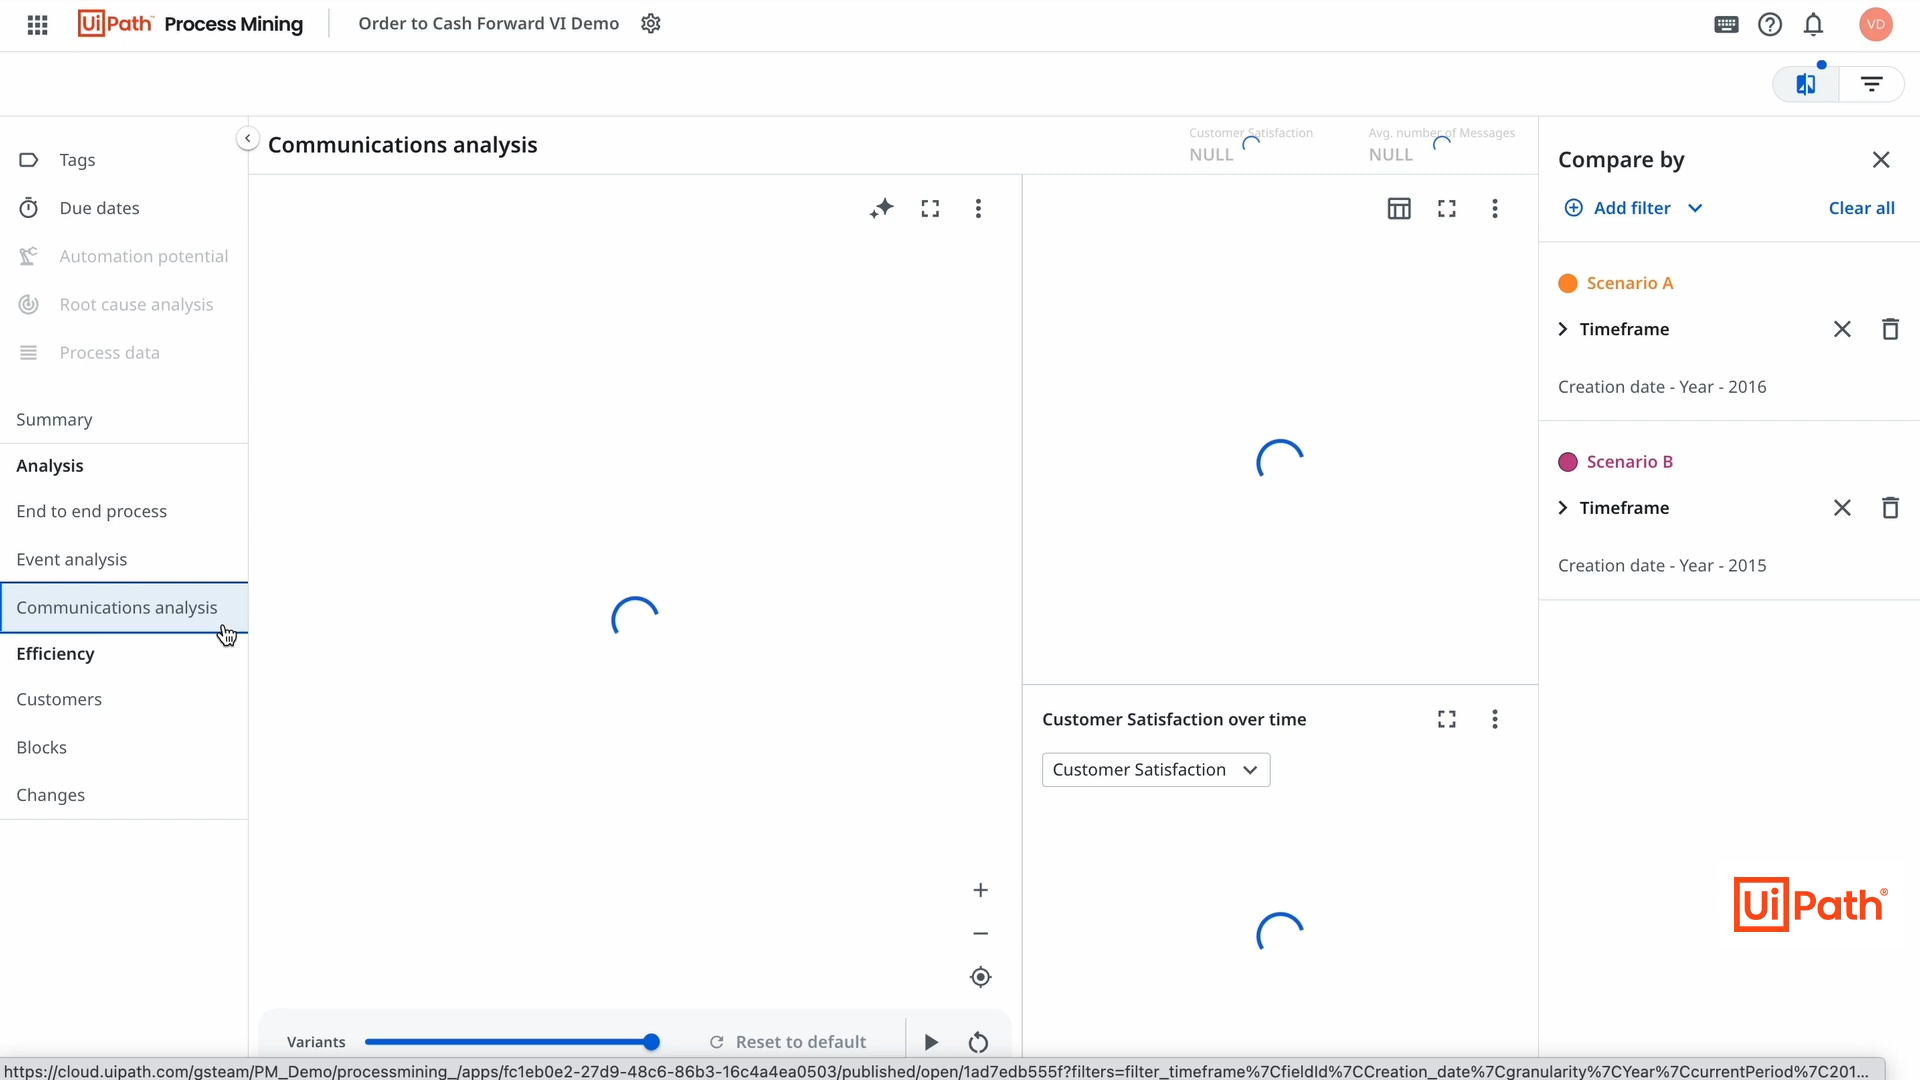 UiPath Process Mining
Order to Cash Forward VI Demo
VD
Tags
Due dates
Automation potential
Root cause analysis
Process data
Summary
Analysis
End to end process
Event analysis
Communications analysis
Efficiency
Customers
Blocks
Changes
Communications analysis
Customer Satisfaction
NULL
Avg. number of Messages
NULL
Customer Satisfaction over time
Customer Satisfaction
Variants
Reset to default
Compare by
Add filter
Clear all
Scenario A
Timeframe
Creation date - Year - 2016
Scenario B
Timeframe
Creation date - Year - 2015
UiPath®
https://cloud.uipath.com/gsteam/PM_Demo/processmining_/apps/fc1eb0e2-27d9-48c6-86b3-16c4a4ea0503/published/open/1ad7edb555f?filters=filter_timeframe%7CfieldId%7CCreation_date%7Cgranularity%7CYear%7CcurrentPeriod%7C201...